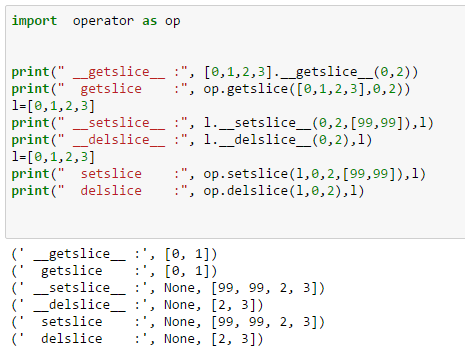 import  operator as op
print(" __getslice__ :", [0,1,2,3].__getslice__(0,2))
print("  getslice    :", op.getslice([0,1,2,3],0,2))
l=[0,1,2,3]
print(" __setslice__ :", l.__setslice__(0,2,[99,99]),l)
print(" __delslice__ :", l.__delslice__(0,2),l)
l=[0,1,2,3]
print("  setslice    :", op.setslice(l,0,2,[99,99]),l)
print("  delslice    :", op.delslice(l,0,2),l)
(' __getslice__ :', [0, 1])
('  getslice    :', [0, 1])
(' __setslice__ :', None, [99, 99, 2, 3])
(' __delslice__ :', None, [2, 3])
('  setslice    :', None, [99, 99, 2, 3])
('  delslice    :', None, [2, 3])